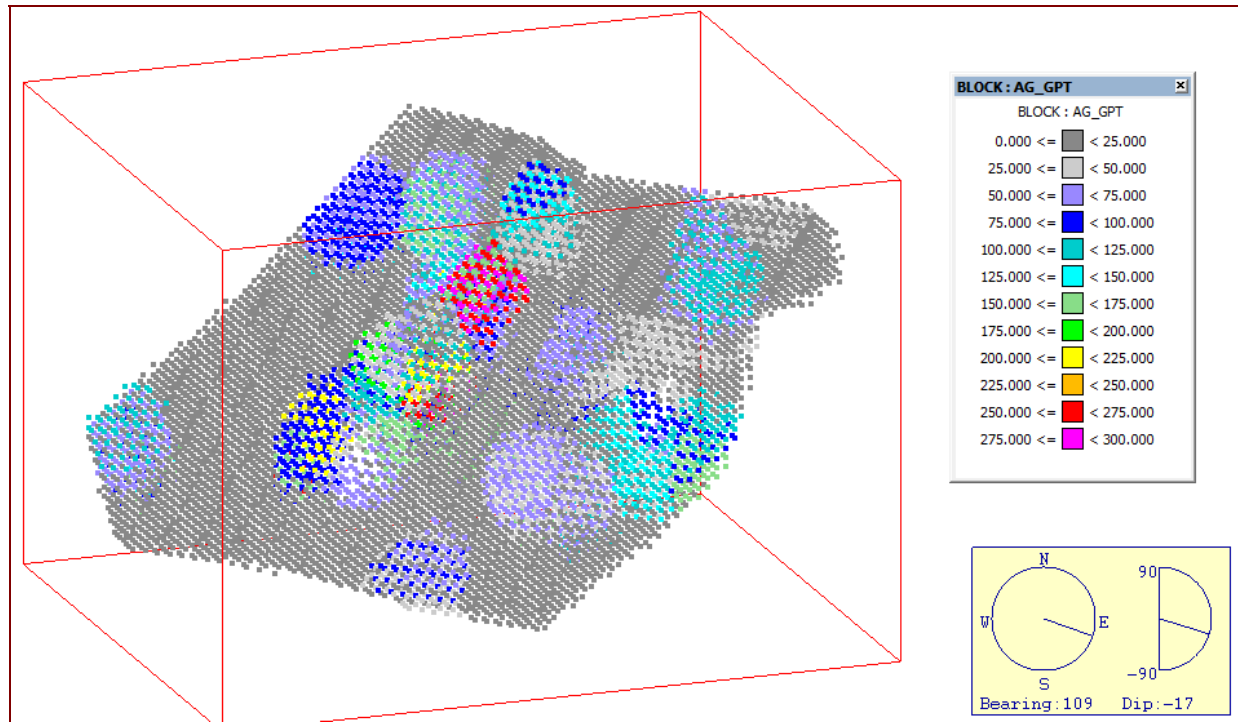 BLOCK : AG_GPT
BLOCK : AG_GPT
0.000 <= < 25.000
25.000 <= < 50.000
50.000 <= < 75.000
75.000 <= < 100.000
100.000 <= < 125.000
125.000 <= < 150.000
150.000 <= < 175.000
175.000 <= < 200.000
200.000 <= < 225.000
225.000 <= < 250.000
250.000 <= < 275.000
275.000 <= < 300.000
N 90
W E
S -90
Bearing:109 Dip:-17